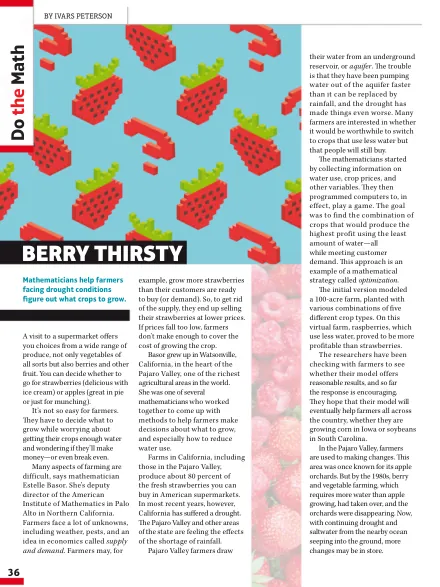 BY IVARS PETERSON
Do the Math
BERRY THIRSTY
Mathematicians help farmers
facing drought conditions
figure out what crops to grow.
A visit to a supermarket offers
you choices from a wide range of
produce, not only vegetables of
all sorts but also berries and other
fruit. You can decide whether to
go for strawberries (delicious with
ice cream) or apples (great in pie
or just for munching).
It's not so easy for farmers.
They have to decide what to
grow while worrying about
getting their crops enough water
and wondering if they'll make
money—or even break even.
Many aspects of farming are
difficult, says mathematician
Estelle Basor. She's deputy
director of the American
Institute of Mathematics in Palo
Alto in Northern California.
Farmers face a lot of unknowns,
including weather, pests, and an
idea in economics called supply
and demand. Farmers may, for
example, grow more strawberries
than their customers are ready
to buy (or demand). So, to get rid
of the supply, they end up selling
their strawberries at lower prices.
If prices fall too low, farmers
don't make enough to cover the
cost of growing the crop.
Basor grew up in Watsonville,
California, in the heart of the
Pajaro Valley, one of the richest
agricultural areas in the world.
She was one of several
mathematicians who worked
together to come up with
methods to help farmers make
decisions about what to grow,
and especially how to reduce
water use.
Farms in California, including
those in the Pajaro Valley,
produce about 80 percent of
the fresh strawberries you can
buy in American supermarkets.
In most recent years, however,
California has suffered a drought.
The Pajaro Valley and other areas
of the state are feeling the effects
of the shortage of rainfall.
Pajaro Valley farmers draw
their water from an underground
reservoir, or aquifer. The trouble
is that they have been pumping
water out of the aquifer faster
than it can be replaced by
rainfall, and the drought has
made things even worse. Many
farmers are interested in whether
it would be worthwhile to switch
to crops that use less water but
that people will still buy.
The mathematicians started
by collecting information on
water use, crop prices, and
other variables. They then
programmed computers to, in
effect, play a game. The goal
was to find the combination of
crops that would produce the
highest profit using the least
amount of water—all
while meeting customer
demand. This approach is an
example of a mathematical
strategy called optimization.
The initial version modeled
a 100-acre farm, planted with
various combinations of five
different crop types. On this
virtual farm, raspberries, which
use less water, proved to be more
profitable than strawberries.
The researchers have been
checking with farmers to see
whether their model offers
reasonable results, and so far
the response is encouraging.
They hope that their model will
eventually help farmers all across
the country, whether they are
growing corn in Iowa or soybeans
in South Carolina.
In the Pajaro Valley, farmers
are used to making changes. This
area was once known for its apple
orchards. But by the 1980s, berry
and vegetable farming, which
requires more water than apple
growing, had taken over, and the
orchards were disappearing. Now,
with continuing drought and
saltwater from the nearby ocean
seeping into the ground, more
changes may be in store.
36